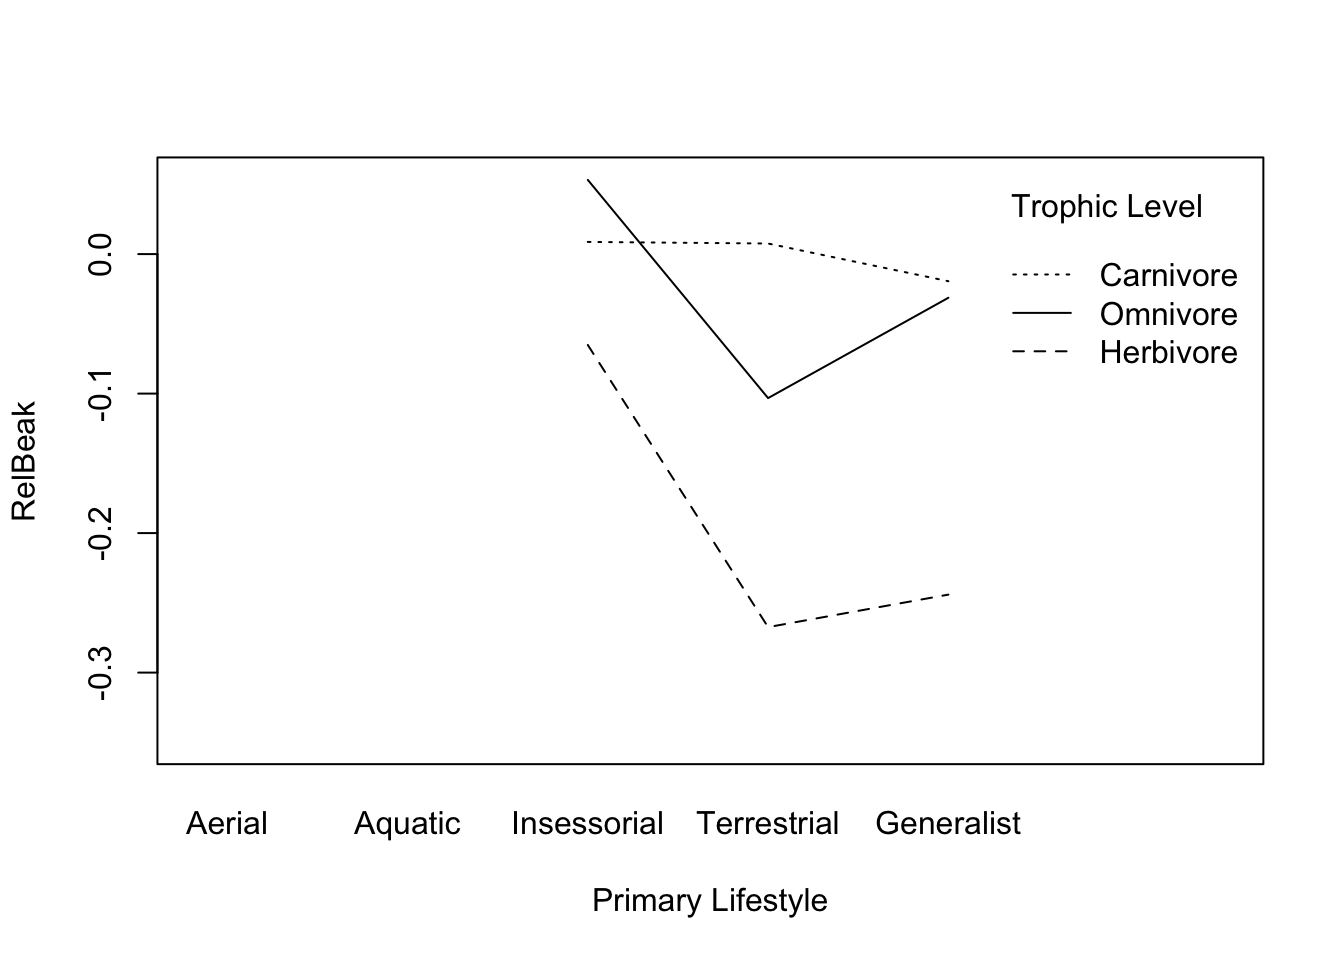 Trophic Level
Carnivore
Omnivore
Herbivore
0.0
-0.1
-0.2
-0.3
RelBeak
Aerial Aquatic Insessorial Terrestrial Generalist
Primary Lifestyle